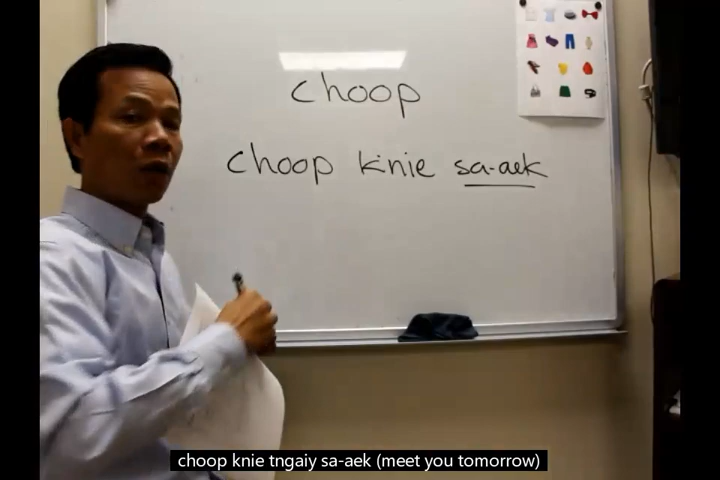 choop
choop knie sa-aek
choop knie tngaiy sa-aek (meet you tomorrow)